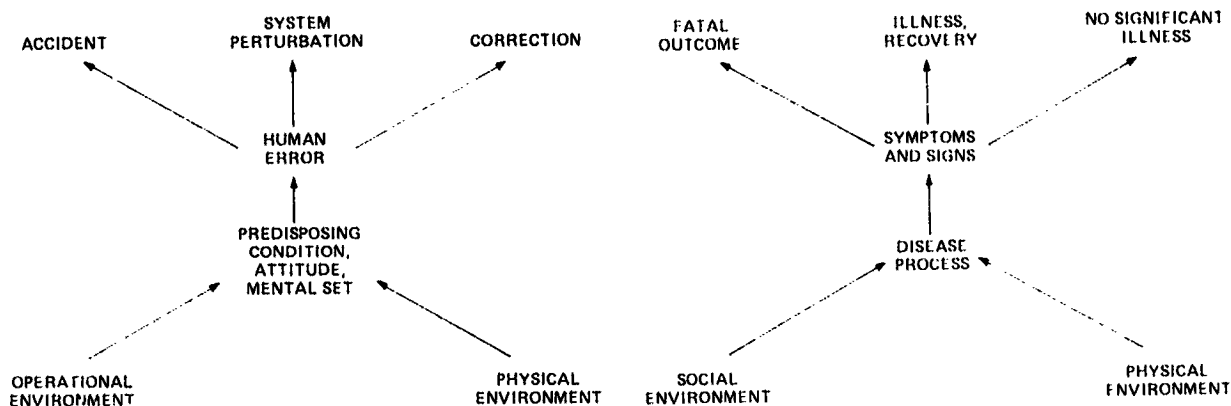 ACCIDENT
SYSTEM
PERTURBATION
CORRECTION
HUMAN
ERROR
PREDISPOSING
CONDITION,
ATTITUDE,
MENTAL SET
OPERATIONAL
ENVIRONMENT
PHYSICAL
ENVIRONMENT
FATAL
OUTCOME
ILLNESS,
RECOVERY
NO SIGNIFICANT
ILLNESS
SYMPTOMS
AND SIGNS
DISEASE
PROCESS
SOCIAL
ENVIRONMENT
PHYSICAL
ENVIRONMENT